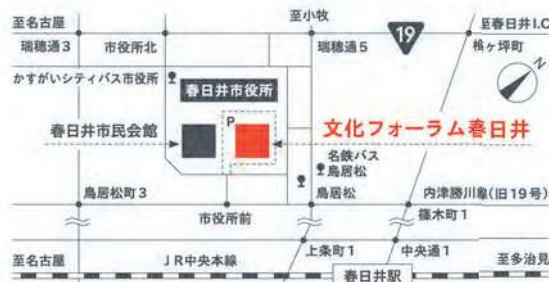 至名古屋
至小牧
至春日井I.C
瑞穂通3
市役所北
瑞穂通5
19
柏ヶ坪町
N
かすがいシティバス市役所
春日井市役所
春日井市民会館
P
文化フォーラム春日井
名鉄バス
鳥居松
鳥居松町3
市役所前
鳥居松
内津勝川線(旧19号)
篠木町1
上条町1
中央通1
至名古屋
JR中央本線
春日井駅
至多治見